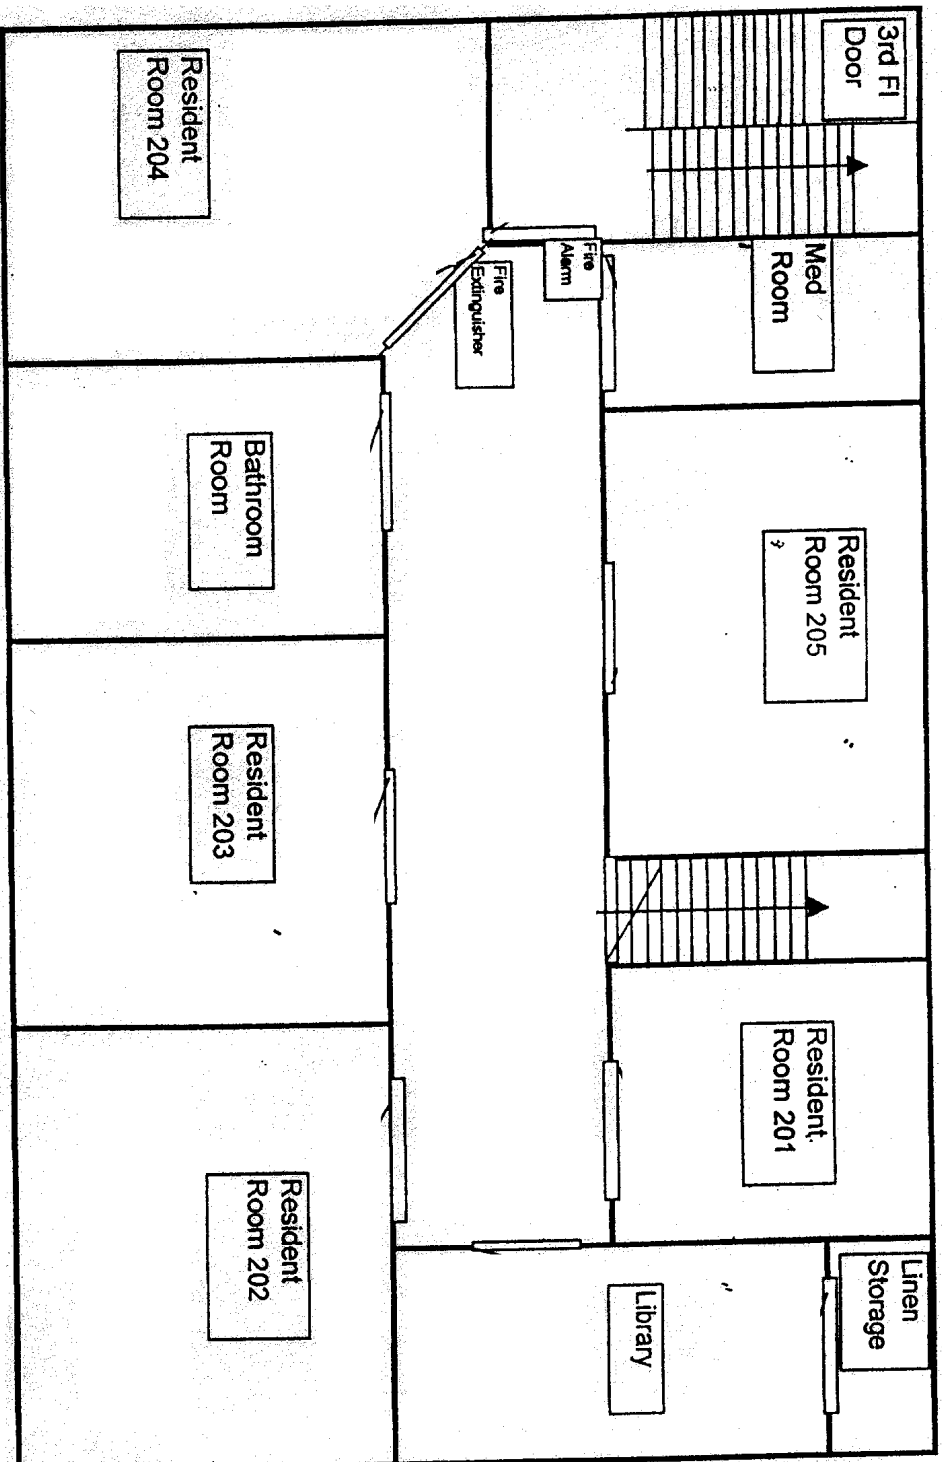 3rd Fl
Door
Med
Room
Resident
Room 205
Resident.
Room 201
Linen
Storage
Fire
Alarm
Fire
Extinguisher
Library
Resident
Room 204
Bathroom
Room
Resident
Room 203
Resident
Room 202